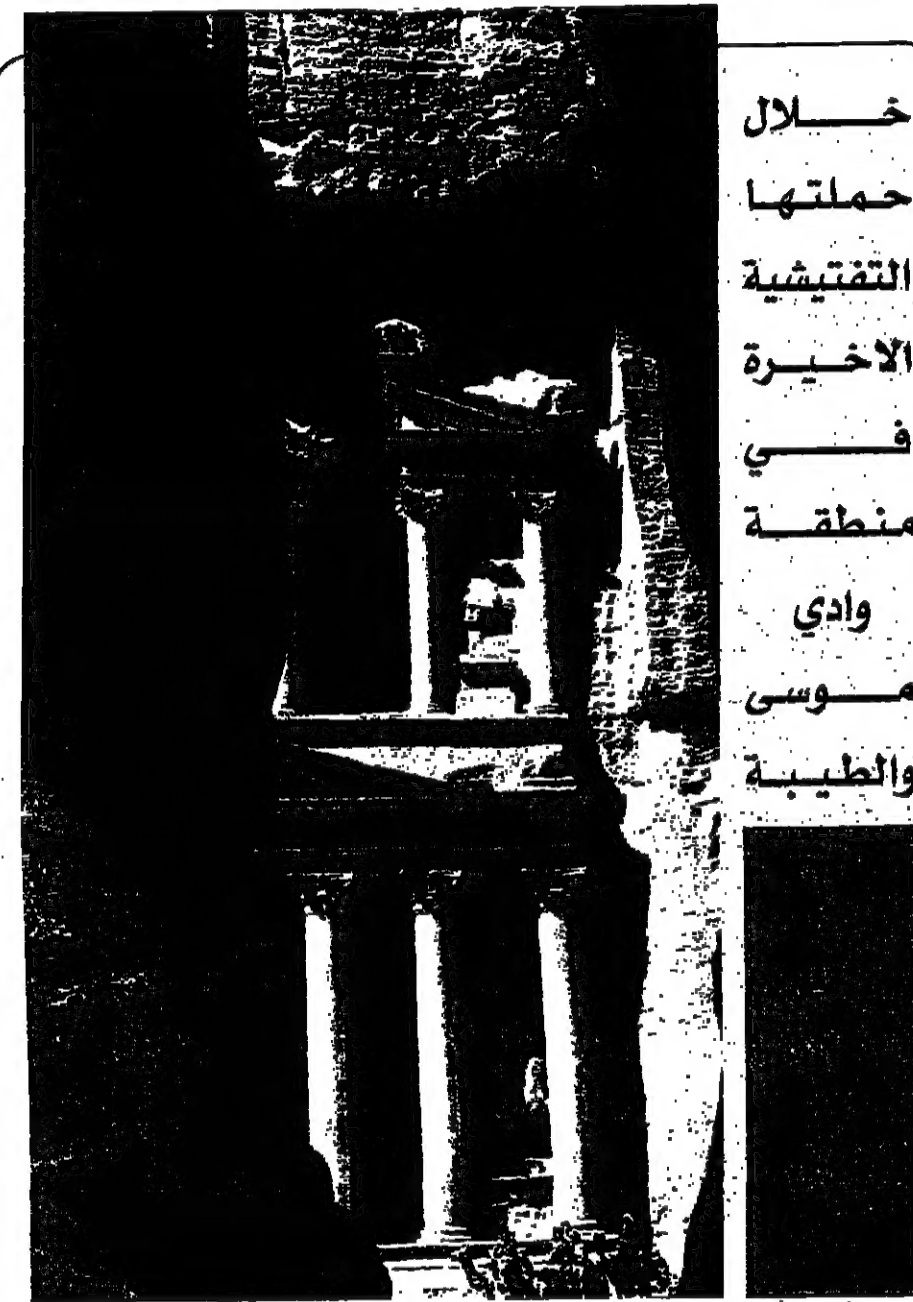 خلال
حملتها
التفتيشية
الاخيرة
في
منطقة
وادي
موسى
والطيبة